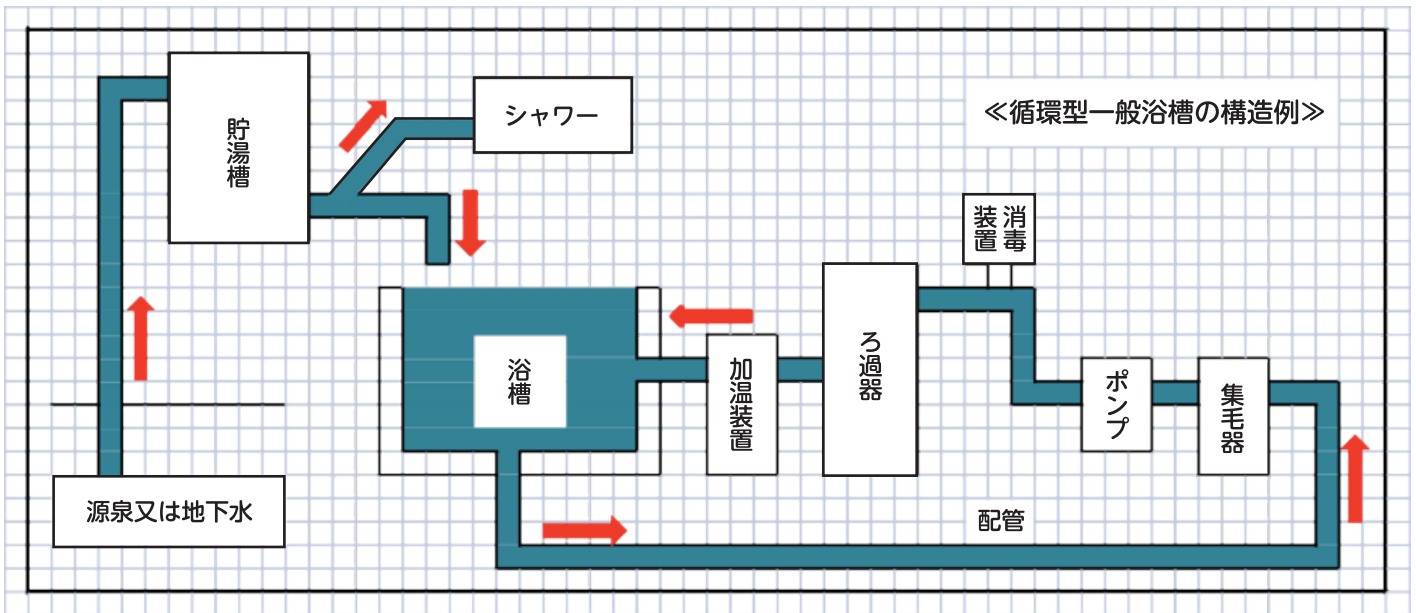 ≪循環型一般浴槽の構造例≫
貯湯槽
シャワー
消毒
装置
ろ過器
浴槽
加温装置
ポンプ
集毛器
源泉又は地下水
配管